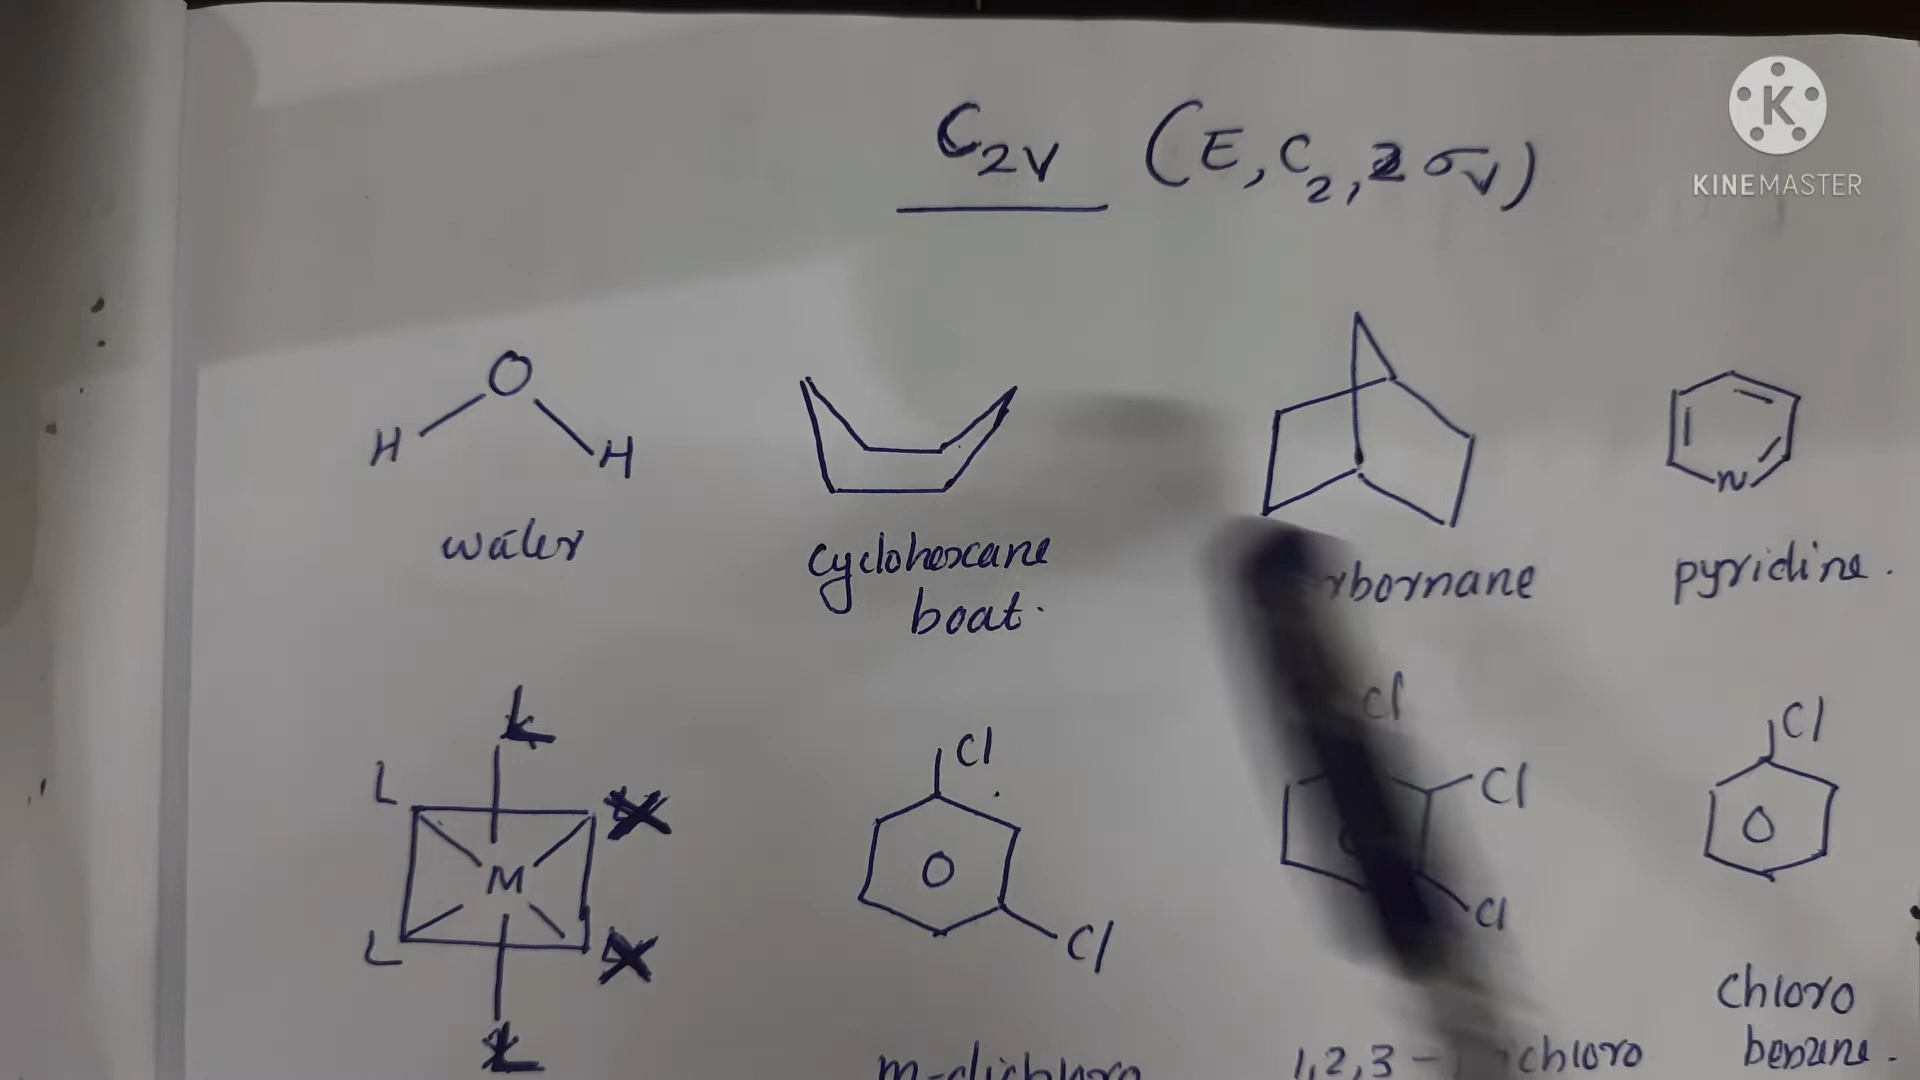 C₂ᵥ (E, C₂, 2σᵥ)
KINEMASTER
O
H H
water
cyclohexane
boat.
rbornane
N
pyridine.
L
L X
M
L X
L
Cl
Cl
m-dichloro
Cl
Cl
Cl
1,2,3 - chloro
Cl
chloro
benzene.